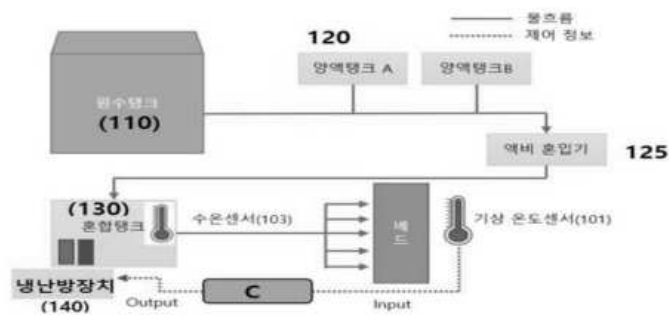 물흐름
제어 정보
120
양액탱크 A
양액탱크B
원수탱크
(110)
액비 혼입기
125
(130)
혼합탱크
수온센서(103)
베드
기상 온도센서(101)
냉난방장치
(140)
Output
C
Input